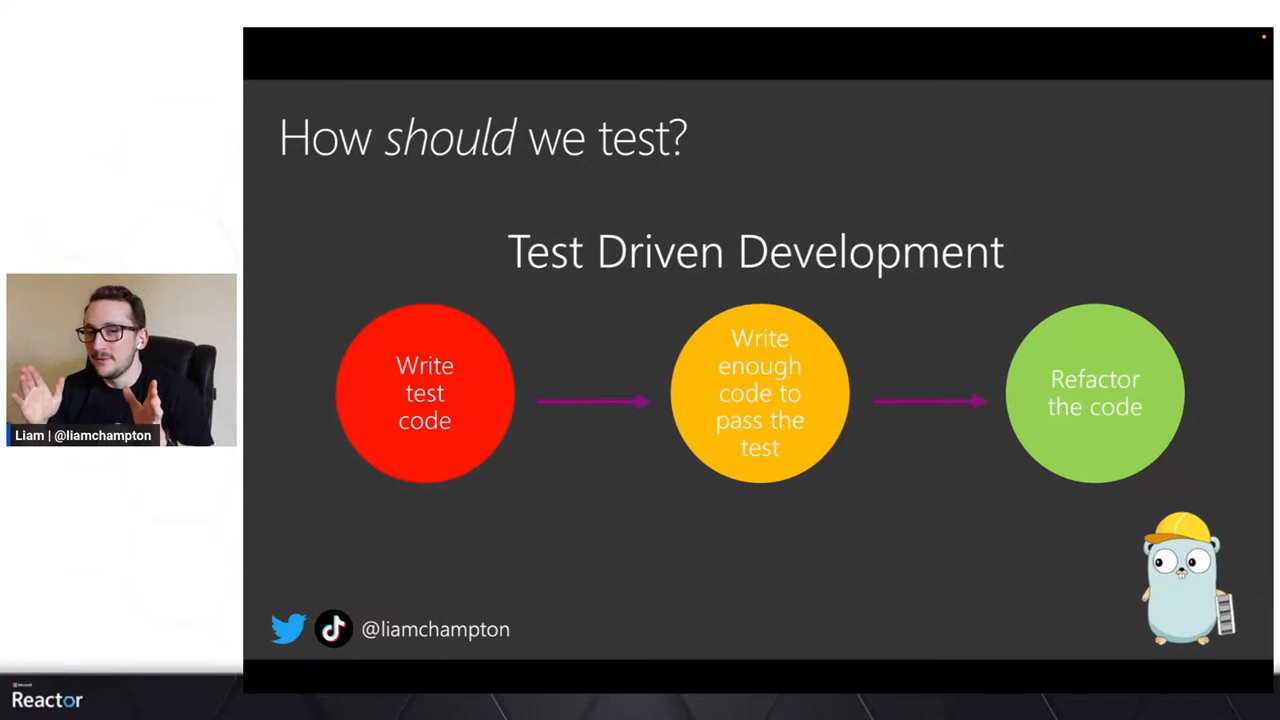 How should we test?
Test Driven Development
Write
test
code
Write
enough
code to
pass the
test
Refactor
the code
Liam | @liamchampton
@liamchampton
Microsoft
Reactor